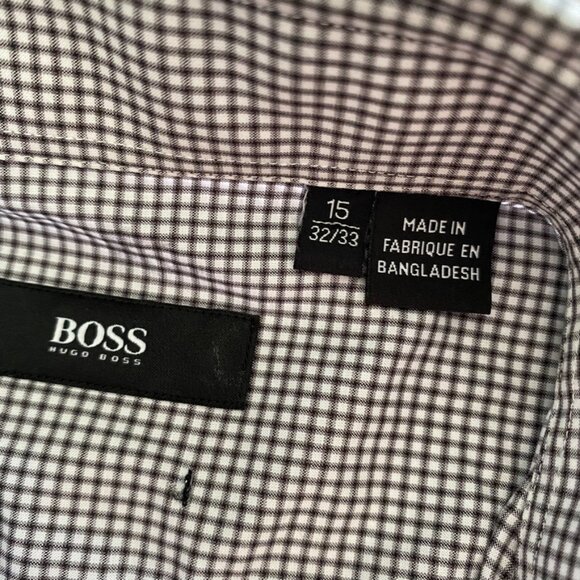 15
32/33
MADE IN
FABRIQUE EN
BANGLADESH
BOSS
HUGO BOSS